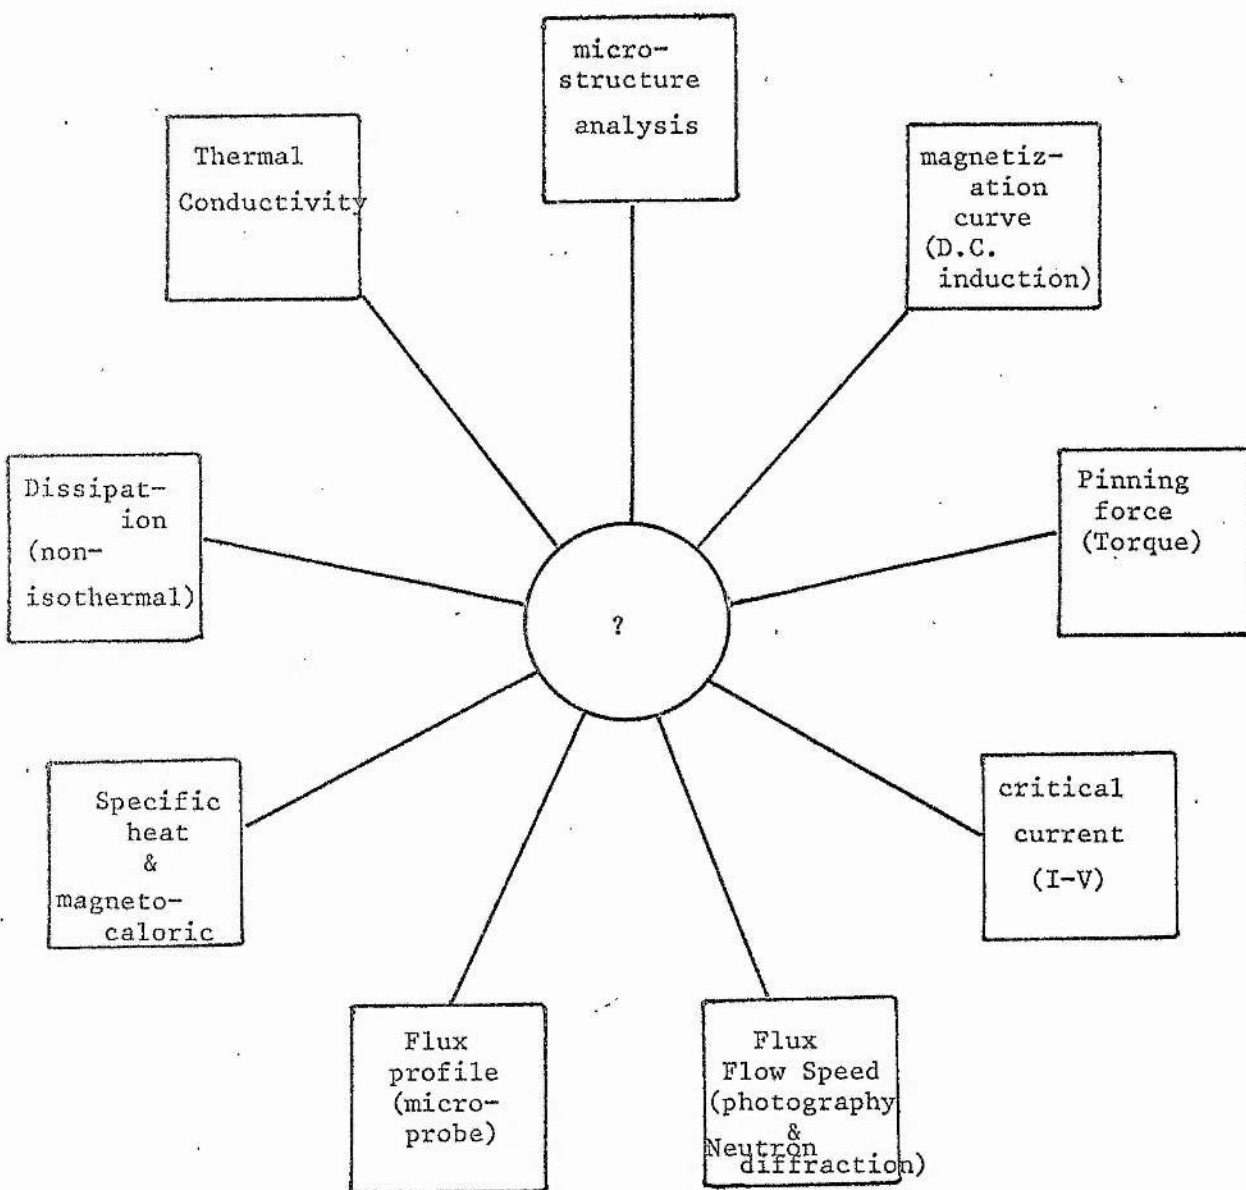 micro-
structure
analysis
Thermal
Conductivity
magnetiz-
ation
curve
(D.C.
induction)
Dissipat-
ion
(non-
isothermal)
Pinning
force
(Torque)
?
Specific
heat
&
magneto-
caloric
critical
current
(I-V)
Flux
profile
(micro-
probe)
Flux
Flow Speed
(photography
&
Neutron
diffraction)